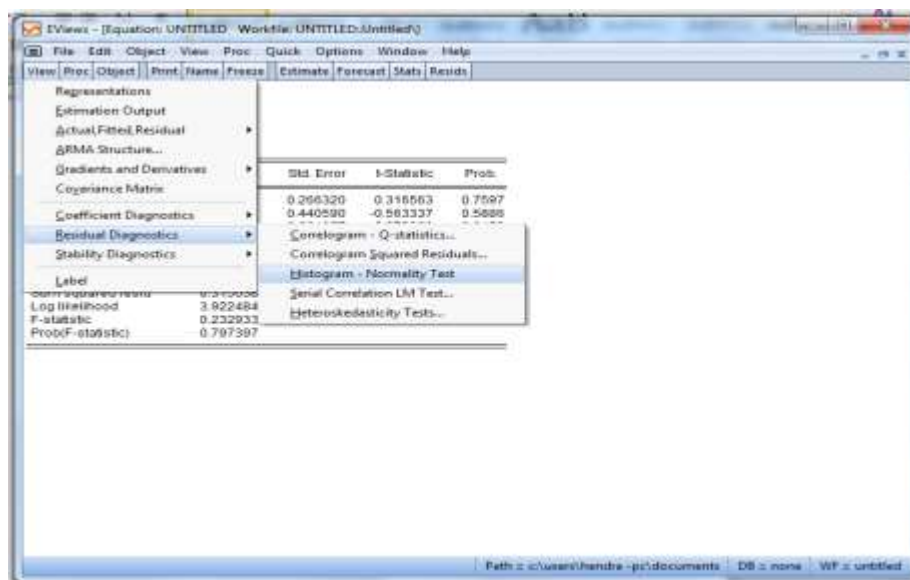 EViews - [Equation: UNTITLED Workfile: UNTITLED::Untitled\]
File Edit Object View Proc Quick Options Window Help
View Proc Object Print Name Freeze Estimate Forecast Stats Resids
Representations
Estimation Output
Actual,Fitted,Residual
ARMA Structure...
Gradients and Derivatives
Covariance Matrix
Coefficient Diagnostics
Residual Diagnostics
Stability Diagnostics
Label
Std. Error t-Statistic Prob.
0.266320 0.316563 0.7597
0.440590 -0.563337 0.5886
Correlogram - Q-statistics...
Correlogram Squared Residuals...
Histogram - Normality Test
Serial Correlation LM Test...
Heteroskedasticity Tests...
Sum squared resid
Log likelihood 3.922484
F-statistic 0.232933
Prob(F-statistic) 0.797397
Path = c:\users\hendra -pc\documents DB = none WF = untitled